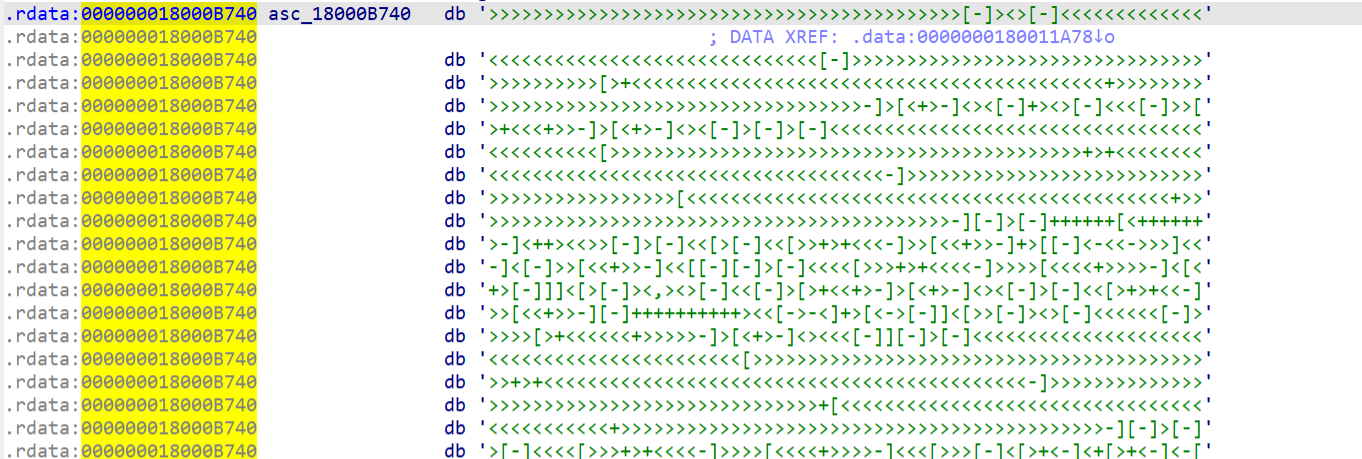 .rdata:000000018000B740 asc_18000B740 db '>>>>>>>>>>>>>>>>>>>>>>>>>>>>>>>>>>>>>>>>>>>[-]><>[-]<<<<<<<<<<<<<'
.rdata:000000018000B740 ; DATA XREF: .data:0000000180011A78↓o
.rdata:000000018000B740 db '<<<<<<<<<<<<<<<<<<<<<<<<<<<<<<[-]>>>>>>>>>>>>>>>>>>>>>>>>>>>>>>>>'
.rdata:000000018000B740 db '>>>>>>>>>>[>+<<<<<<<<<<<<<<<<<<<<<<<<<<<<<<<<<<<<<<<<<<<+>>>>>>>>'
.rdata:000000018000B740 db '>>>>>>>>>>>>>>>>>>>>>>>>>>>>>>>>>>-]>[<+>-]<><[-]+><>[-]<<<[-]>>['
.rdata:000000018000B740 db '>+<<<+>>-]>[<+>-]<><[-]>[-]>[-]<<<<<<<<<<<<<<<<<<<<<<<<<<<<<<<<<<'
.rdata:000000018000B740 db '<<<<<<<<<<[>>>>>>>>>>>>>>>>>>>>>>>>>>>>>>>>>>>>>>>>>>>+>+<<<<<<<<'
.rdata:000000018000B740 db '<<<<<<<<<<<<<<<<<<<<<<<<<<<<<<<<<<<<-]>>>>>>>>>>>>>>>>>>>>>>>>>>>'
.rdata:000000018000B740 db '>>>>>>>>>>>>>>>>>[<<<<<<<<<<<<<<<<<<<<<<<<<<<<<<<<<<<<<<<<<<<<+>>'
.rdata:000000018000B740 db '>>>>>>>>>>>>>>>>>>>>>>>>>>>>>>>>>>>>>>>>>>-][-]>[-]++++++[<++++++'
.rdata:000000018000B740 db '>-]<++><<>>[-]>[-]<<[>[-]<<[>>+>+<<<-]>>[<<+>>-]+>[[-]<-<<->>>]<<'
.rdata:000000018000B740 db '-]<[-]>>[<<+>>-]<<[[-][-]>[-]<<<<[>>>+>+<<<<-]>>>>[<<<<+>>>>-]<[<'
.rdata:000000018000B740 db '+>[-]]]<[>[-]><,><>[-]<<[-]>[>+<<+>-]>[<+>-]<><[-]>[-]<<[>+>+<<-]'
.rdata:000000018000B740 db '>>[<<+>>-][-]++++++++++><<[->-<]+>[<->[-]]<[>>[-]><>[-]<<<<<<[-]>'
.rdata:000000018000B740 db '>>>>[>+<<<<<<+>>>>>-]>[<+>-]<><<<[-]][-]>[-]<<<<<<<<<<<<<<<<<<<<<'
.rdata:000000018000B740 db '<<<<<<<<<<<<<<<<<<<<<<<[>>>>>>>>>>>>>>>>>>>>>>>>>>>>>>>>>>>>>>>>>'
.rdata:000000018000B740 db '>>+>+<<<<<<<<<<<<<<<<<<<<<<<<<<<<<<<<<<<<<<<<<<<<-]>>>>>>>>>>>>>>'
.rdata:000000018000B740 db '>>>>>>>>>>>>>>>>>>>>>>>>>>>>>>+[<<<<<<<<<<<<<<<<<<<<<<<<<<<<<<<<<'
.rdata:000000018000B740 db '<<<<<<<<<<<+>>>>>>>>>>>>>>>>>>>>>>>>>>>>>>>>>>>>>>>>>>>>-][-]>[-]'
.rdata:000000018000B740 db '>[-]<<<<[>>>+>+<<<<-]>>>>[<<<<+>>>>-]<<<[>>>[-]<[>+<-]<+[>+<-]<-['